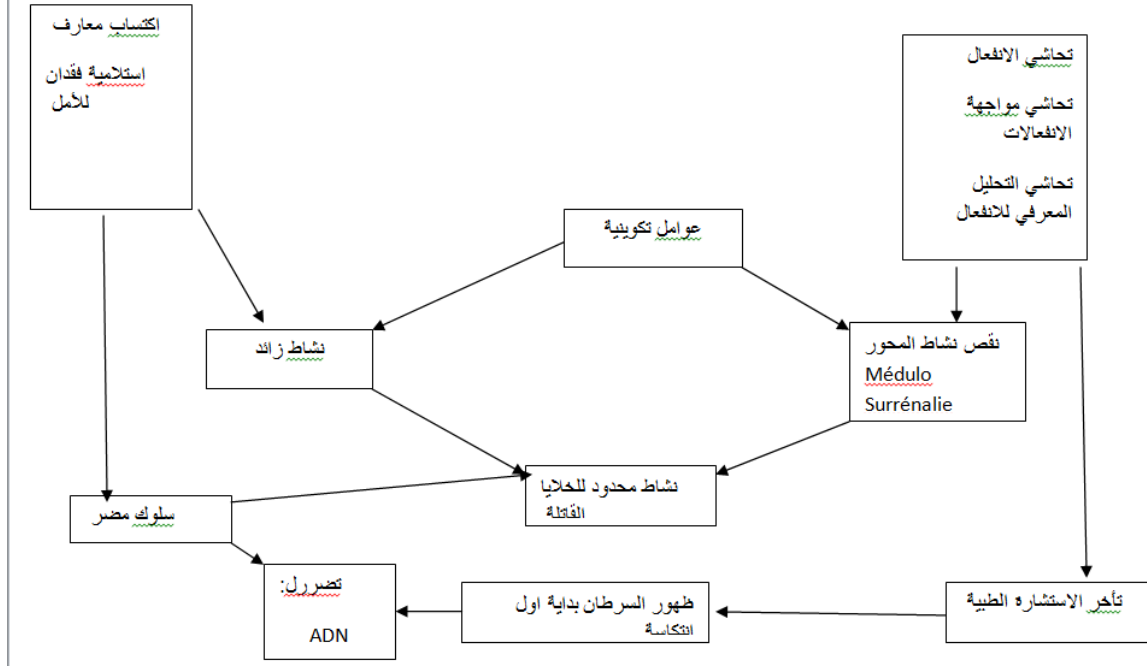 اكتساب معارف
استلامية فقدان
للأمل
تحاشي الانفعال
تحاشي مواجهة
الانفعالات
تحاشي التحليل
المعرفي للانفعال
عوامل تكوينية
نشاط زائد
نقص نشاط المحور
Médulo
Surrénalie
نشاط محدود للخلايا
القاتلة
سلوك مضر
تضررل:
ADN
ظهور السرطان بداية اول
انتكاسة
تأخر الاستشارة الطبية